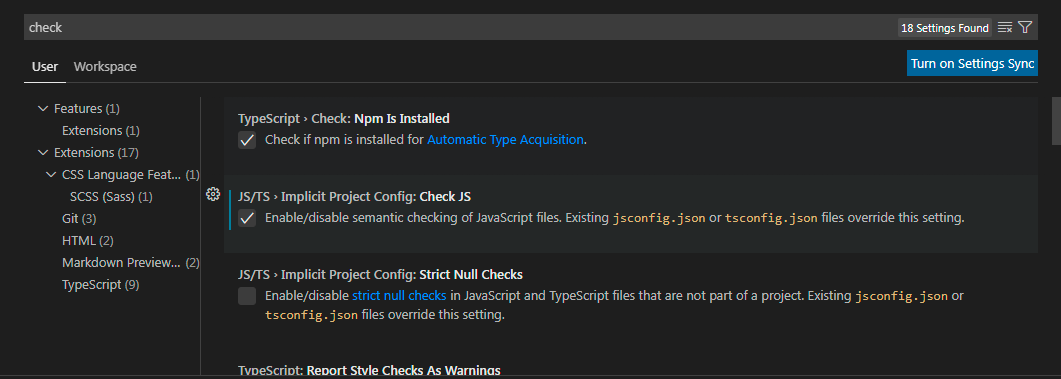 check
18 Settings Found
User
Workspace
Turn on Settings Sync
Features (1)
Extensions (1)
Extensions (17)
CSS Language Feat... (1)
SCSS (Sass) (1)
Git (3)
HTML (2)
Markdown Preview... (2)
TypeScript (9)
TypeScript › Check: Npm Is Installed
Check if npm is installed for Automatic Type Acquisition.
JS/TS › Implicit Project Config: Check JS
Enable/disable semantic checking of JavaScript files. Existing jsconfig.json or tsconfig.json files override this setting.
JS/TS › Implicit Project Config: Strict Null Checks
Enable/disable strict null checks in JavaScript and TypeScript files that are not part of a project. Existing jsconfig.json or
tsconfig.json files override this setting.
TypeScript: Report Style Checks As Warnings